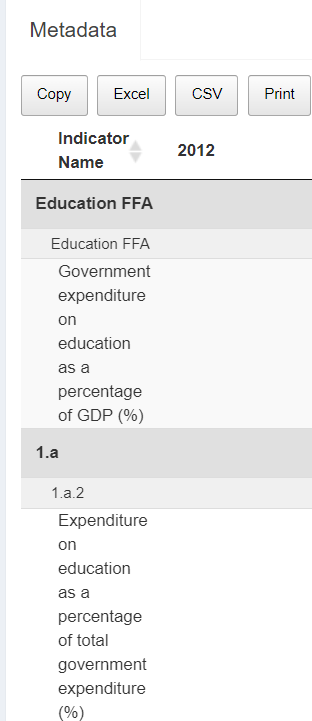 Metadata
Copy Excel CSV Print
Indicator
Name 2012
Education FFA
Education FFA
Government
expenditure
on
education
as a
percentage
of GDP (%)
1.a
1.a.2
Expenditure
on
education
as a
percentage
of total
government
expenditure
(%)